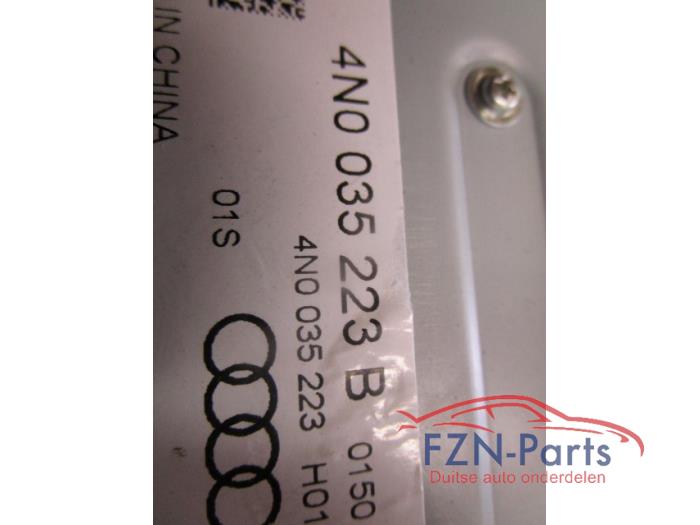 4N0 035 223 B 0150
4N0 035 223 H01
01S
IN CHINA
FZN-Parts
Duitse auto onderdelen